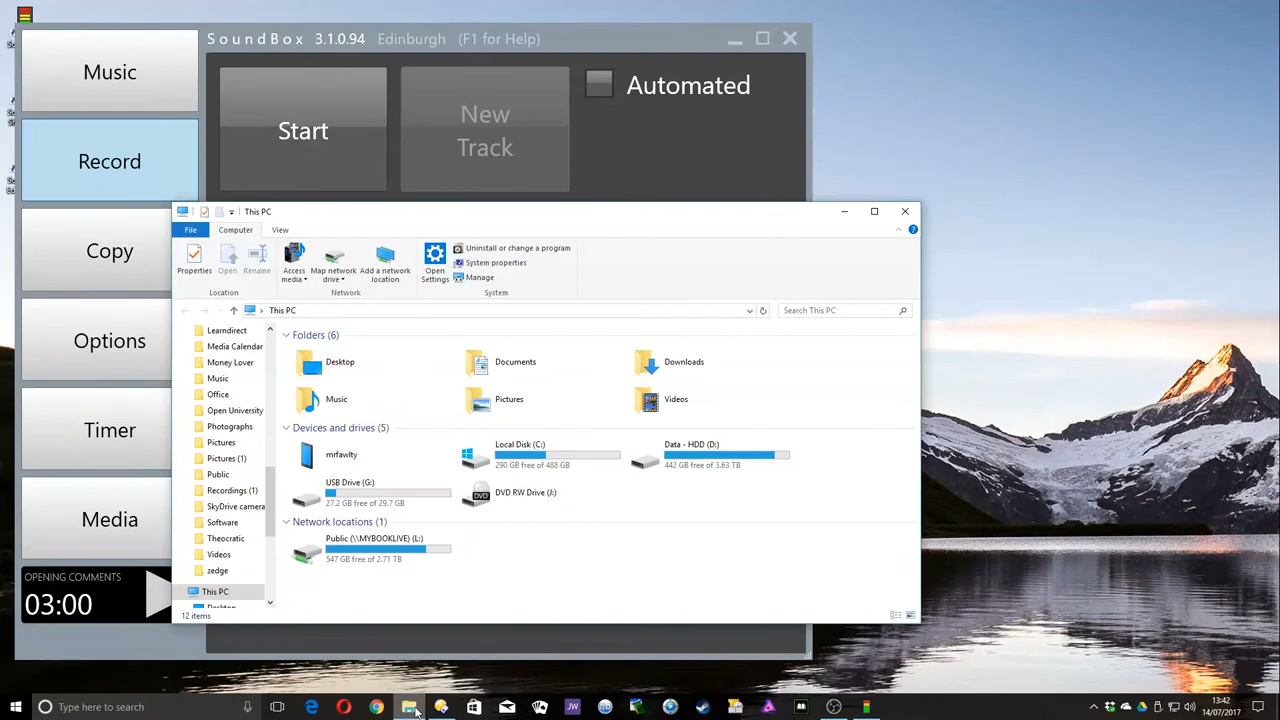 SoundBox 3.1.0.94 Edinburgh (F1 for Help)
Music
Record
Copy
Options
Timer
Media
OPENING COMMENTS
03:00
Start
New
Track
Automated
This PC
File Computer View
Properties Open Rename
Access
media
Map network
drive
Add a network
location
Open
Settings
Uninstall or change a program
System properties
Manage
Location Network System
This PC
Search This PC
Learndirect
Media Calendar
Money Lover
Music
Office
Open University
Photographs
Pictures
Pictures (1)
Public
Recordings (1)
SkyDrive camera
Software
Theocratic
Videos
zedge
This PC
Desktop
Folders (6)
Desktop Documents Downloads
Music Pictures Videos
Devices and drives (5)
mrfawlty
Local Disk (C:)
290 GB free of 488 GB
Data - HDD (D:)
442 GB free of 3.63 TB
USB Drive (G:)
27.2 GB free of 29.7 GB
DVD
DVD RW Drive (J:)
Network locations (1)
Public (\\MYBOOKLIVE) (L:)
547 GB free of 2.71 TB
12 items
Type here to search
JW
13:42
14/07/2017